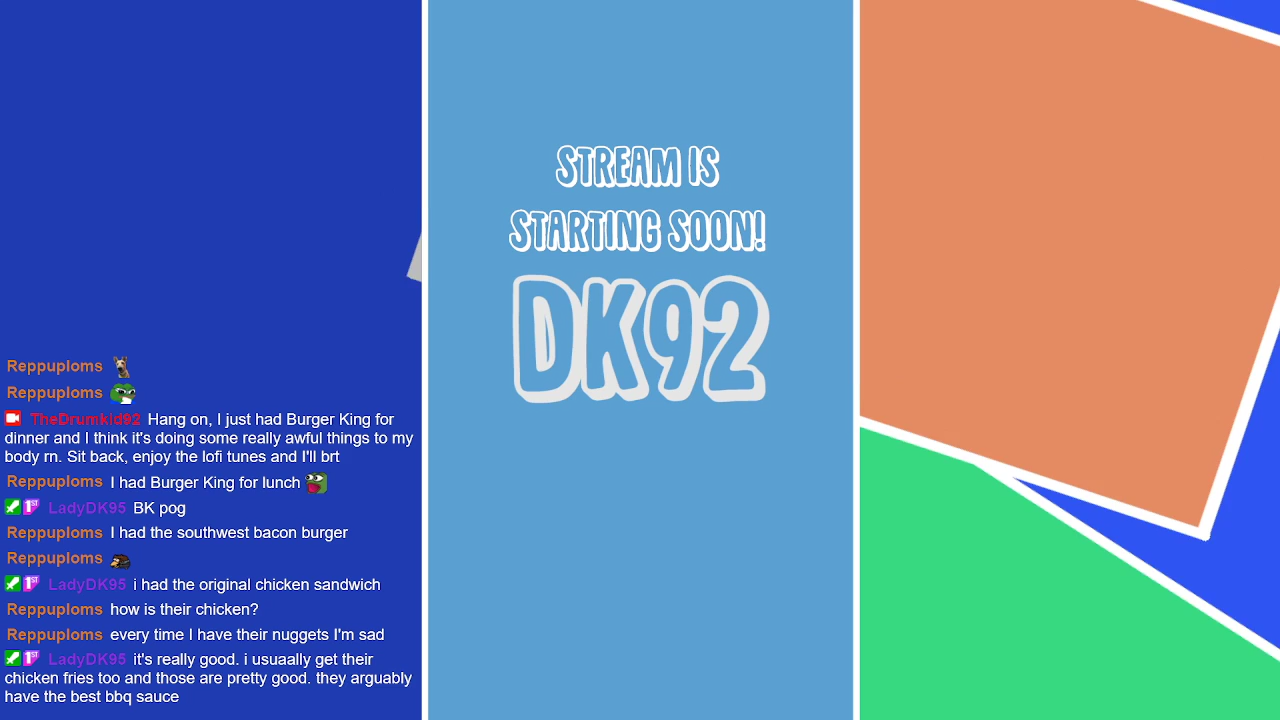 STREAM IS
STARTING SOON!
DK92
Reppuploms
Reppuploms
TheDrumkid92 Hang on, I just had Burger King for
dinner and I think it's doing some really awful things to my
body rn. Sit back, enjoy the lofi tunes and I'll brt
Reppuploms I had Burger King for lunch
1ST LadyDK95 BK pog
Reppuploms I had the southwest bacon burger
Reppuploms
1ST LadyDK95 i had the original chicken sandwich
Reppuploms how is their chicken?
Reppuploms every time I have their nuggets I'm sad
1ST LadyDK95 it's really good. i usuaally get their
chicken fries too and those are pretty good. they arguably
have the best bbq sauce